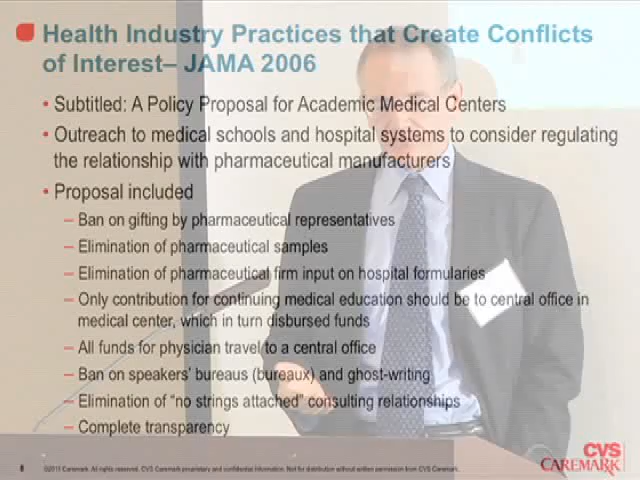 Health Industry Practices that Create Conflicts
of Interest– JAMA 2006
• Subtitled: A Policy Proposal for Academic Medical Centers
• Outreach to medical schools and hospital systems to consider regulating
the relationship with pharmaceutical manufacturers
• Proposal included
– Ban on gifting by pharmaceutical representatives
– Elimination of pharmaceutical samples
– Elimination of pharmaceutical firm input on hospital formularies
– Only contribution for continuing medical education should be to central office in
medical center, which in turn disbursed funds
– All funds for physician travel to a central office
– Ban on speakers' bureaus (bureaux) and ghost-writing
– Elimination of “no strings attached” consulting relationships
– Complete transparency
©2011 Caremark. All rights reserved. CVS Caremark proprietary and confidential information. Not for distribution without written permission from CVS Caremark.
CVS
CAREMARK